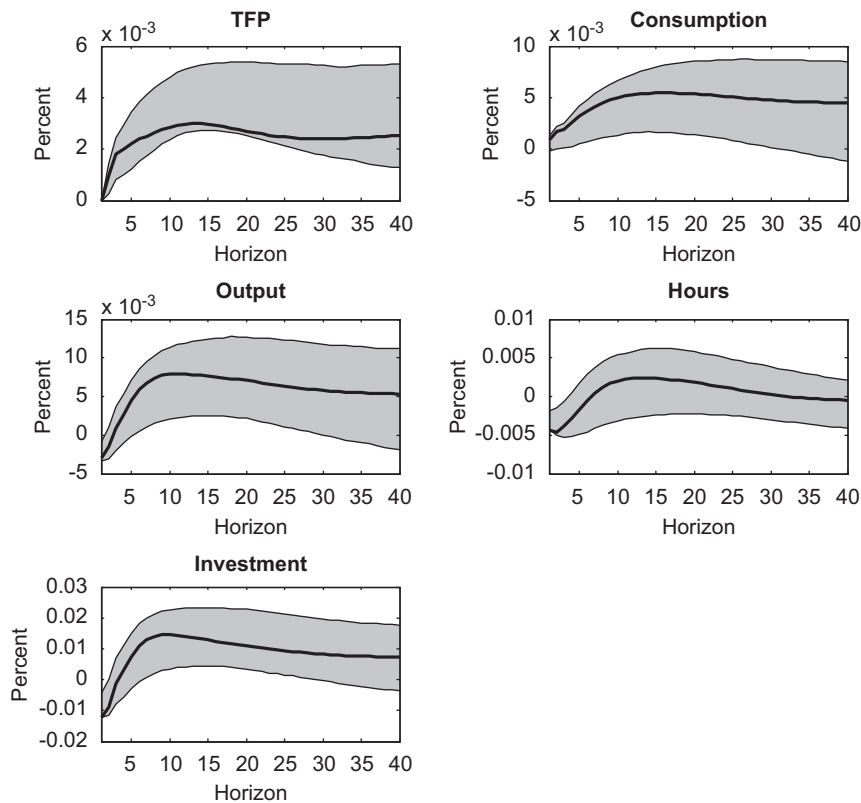 TFP
x 10-3
Percent
6
4
2
0
5 10 15 20 25 30 35 40
Horizon
Consumption
x 10-3
Percent
10
5
0
-5
5 10 15 20 25 30 35 40
Horizon
Output
x 10-3
Percent
15
10
5
0
-5
5 10 15 20 25 30 35 40
Horizon
Hours
Percent
0.01
0.005
0
-0.005
-0.01
5 10 15 20 25 30 35 40
Horizon
Investment
Percent
0.03
0.02
0.01
0
-0.01
-0.02
5 10 15 20 25 30 35 40
Horizon